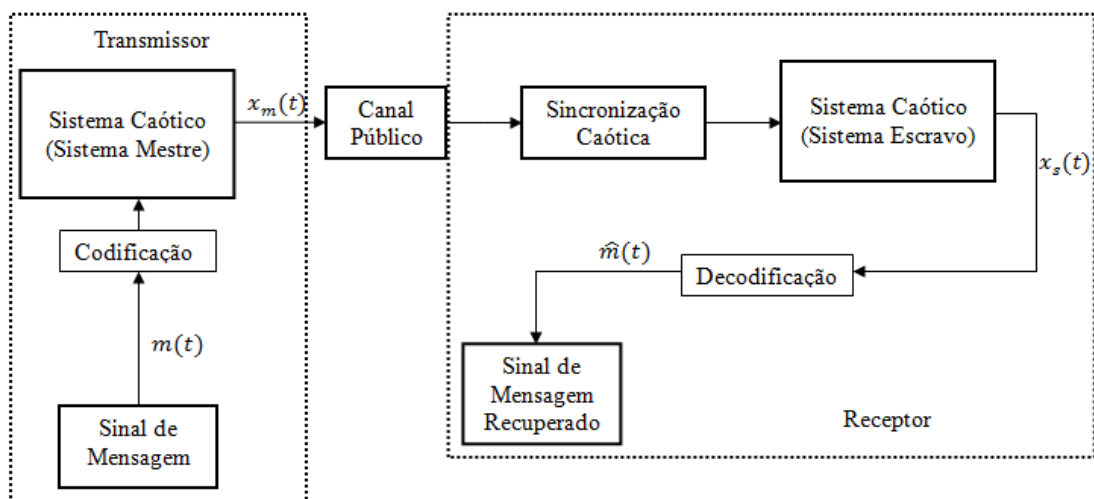 Transmissor
Sistema Caótico
(Sistema Mestre)
x_m(t)
Canal
Público
Sincronização
Caótica
Sistema Caótico
(Sistema Escravo)
x_s(t)
Codificação
m(t)
Sinal de
Mensagem
Decodificação
m̂(t)
Sinal de
Mensagem
Recuperado
Receptor